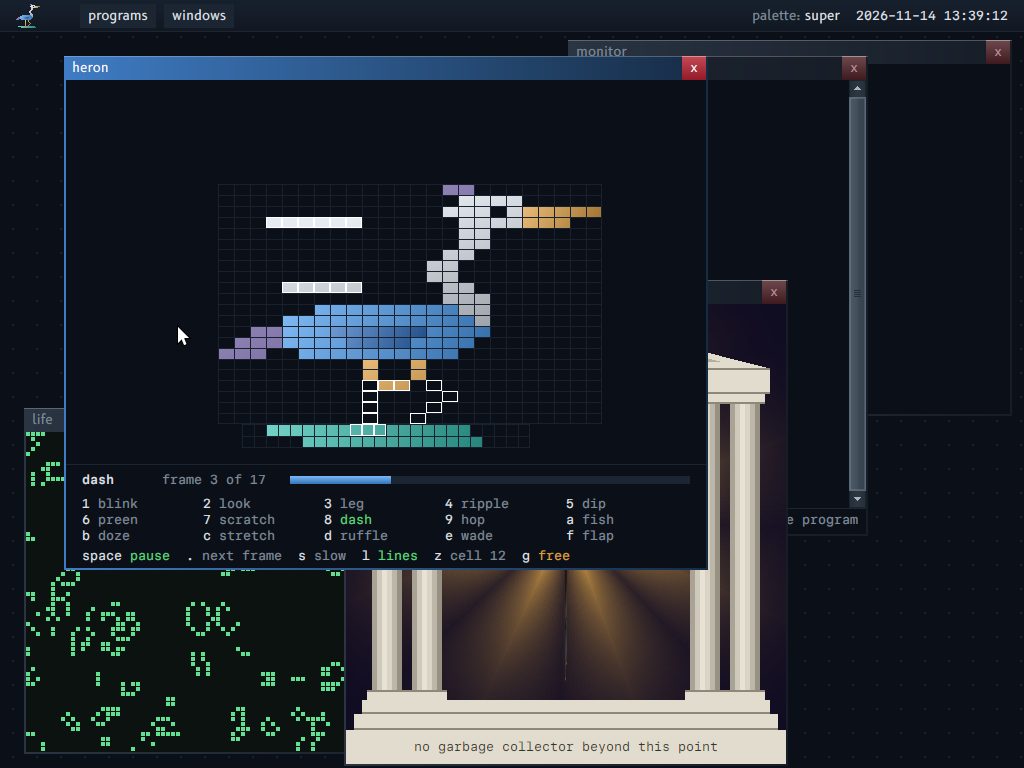 programs windows palette: super 2026-11-14 13:39:12
monitor x
heron x x
x
life
dash frame 3 of 17
1 blink 2 look 3 leg 4 ripple 5 dip
6 preen 7 scratch 8 dash 9 hop a fish
b doze c stretch d ruffle e wade f flap
space pause . next frame s slow l lines z cell 12 g free
e program
no garbage collector beyond this point